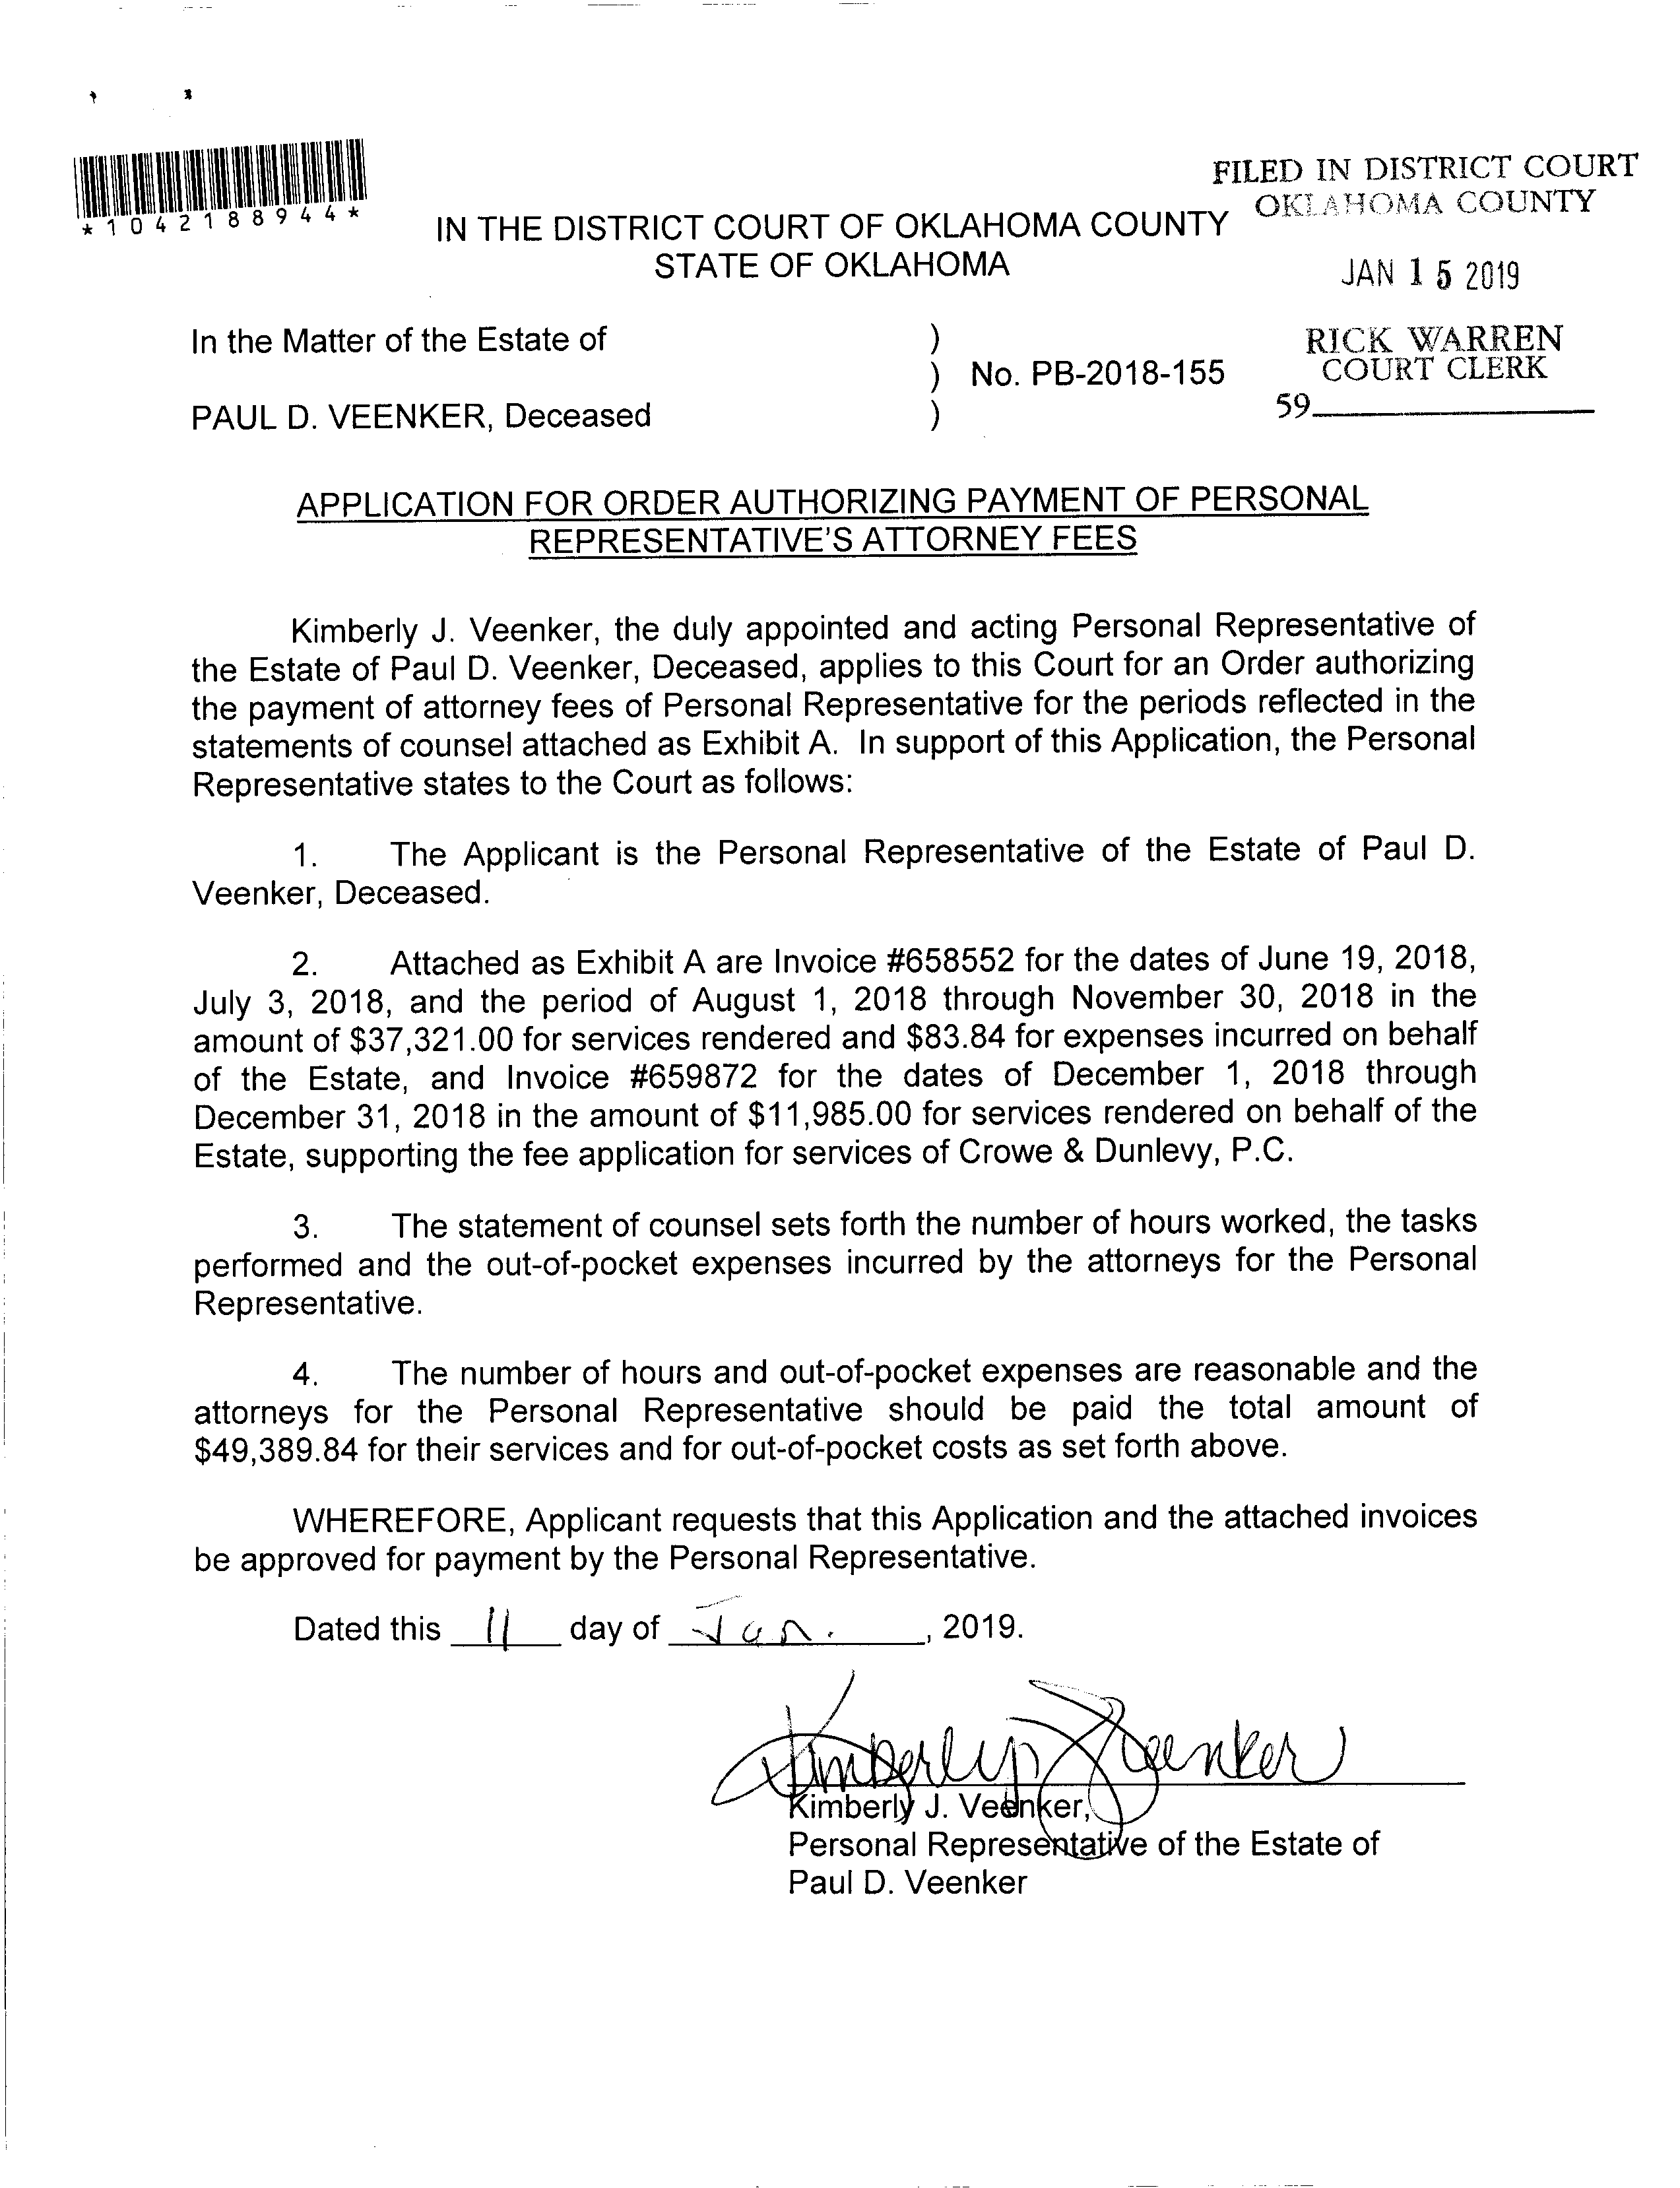 *1042188944*
FILED IN DISTRICT COURT
OKLAHOMA COUNTY
IN THE DISTRICT COURT OF OKLAHOMA COUNTY
STATE OF OKLAHOMA
JAN 15 2019
In the Matter of the Estate of )
) No. PB-2018-155
PAUL D. VEENKER, Deceased )
RICK WARREN
COURT CLERK
59
APPLICATION FOR ORDER AUTHORIZING PAYMENT OF PERSONAL
REPRESENTATIVE'S ATTORNEY FEES
Kimberly J. Veenker, the duly appointed and acting Personal Representative of
the Estate of Paul D. Veenker, Deceased, applies to this Court for an Order authorizing
the payment of attorney fees of Personal Representative for the periods reflected in the
statements of counsel attached as Exhibit A. In support of this Application, the Personal
Representative states to the Court as follows:
1. The Applicant is the Personal Representative of the Estate of Paul D.
Veenker, Deceased.
2. Attached as Exhibit A are Invoice #658552 for the dates of June 19, 2018,
July 3, 2018, and the period of August 1, 2018 through November 30, 2018 in the
amount of $37,321.00 for services rendered and $83.84 for expenses incurred on behalf
of the Estate, and Invoice #659872 for the dates of December 1, 2018 through
December 31, 2018 in the amount of $11,985.00 for services rendered on behalf of the
Estate, supporting the fee application for services of Crowe & Dunlevy, P.C.
3. The statement of counsel sets forth the number of hours worked, the tasks
performed and the out-of-pocket expenses incurred by the attorneys for the Personal
Representative.
4. The number of hours and out-of-pocket expenses are reasonable and the
attorneys for the Personal Representative should be paid the total amount of
$49,389.84 for their services and for out-of-pocket costs as set forth above.
WHEREFORE, Applicant requests that this Application and the attached invoices
be approved for payment by the Personal Representative.
Dated this 11 day of Jan. , 2019.
Kimberly J Veenker
Kimberly J. Veenker,
Personal Representative of the Estate of
Paul D. Veenker